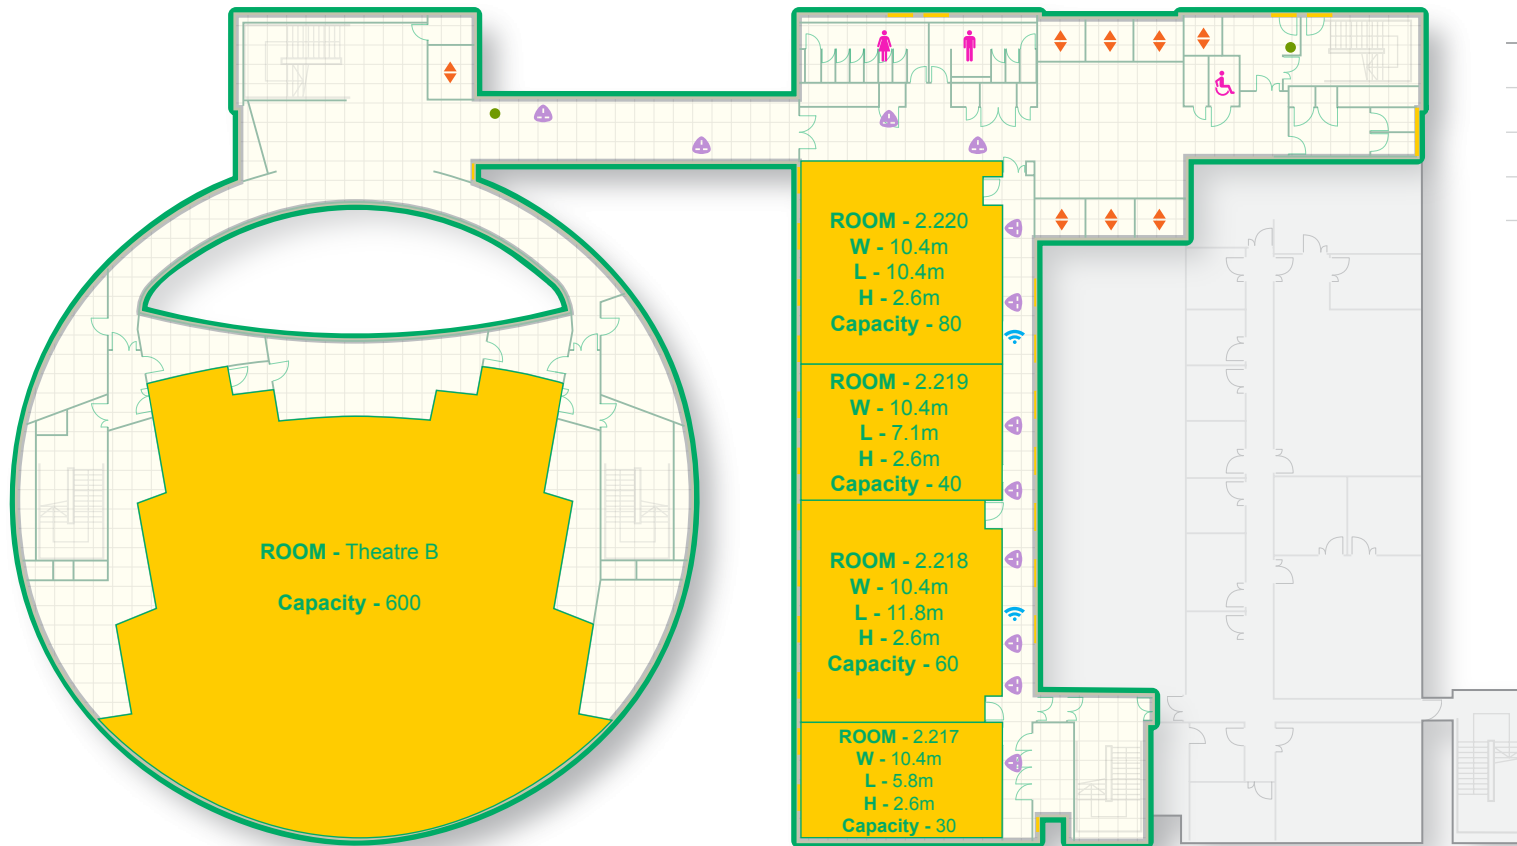 ROOM - 2.220
W - 10.4m
L - 10.4m
H - 2.6m
Capacity - 80
ROOM - 2.219
W - 10.4m
L - 7.1m
H - 2.6m
Capacity - 40
ROOM - Theatre B
Capacity - 600
ROOM - 2.218
W - 10.4m
L - 11.8m
H - 2.6m
Capacity - 60
ROOM - 2.217
W - 10.4m
L - 5.8m
H - 2.6m
Capacity - 30